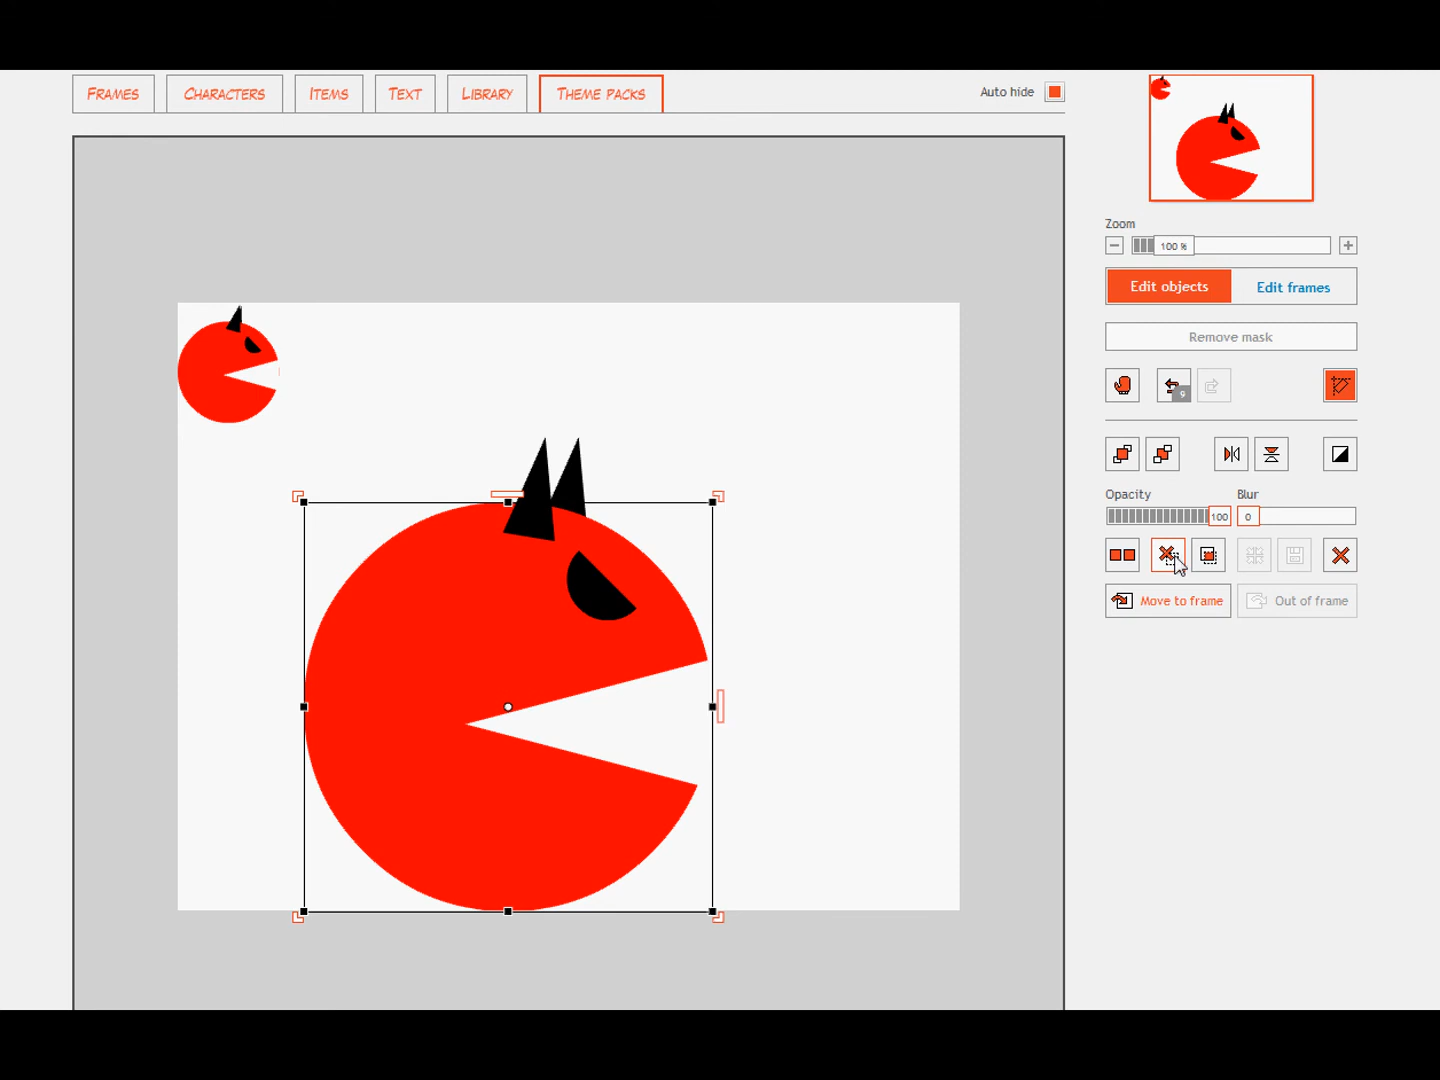 FRAMES
CHARACTERS
ITEMS
TEXT
LIBRARY
THEME PACKS
Auto hide
Zoom
100 %
Edit objects
Edit frames
Remove mask
9
Opacity
Blur
100
0
Move to frame
Out of frame